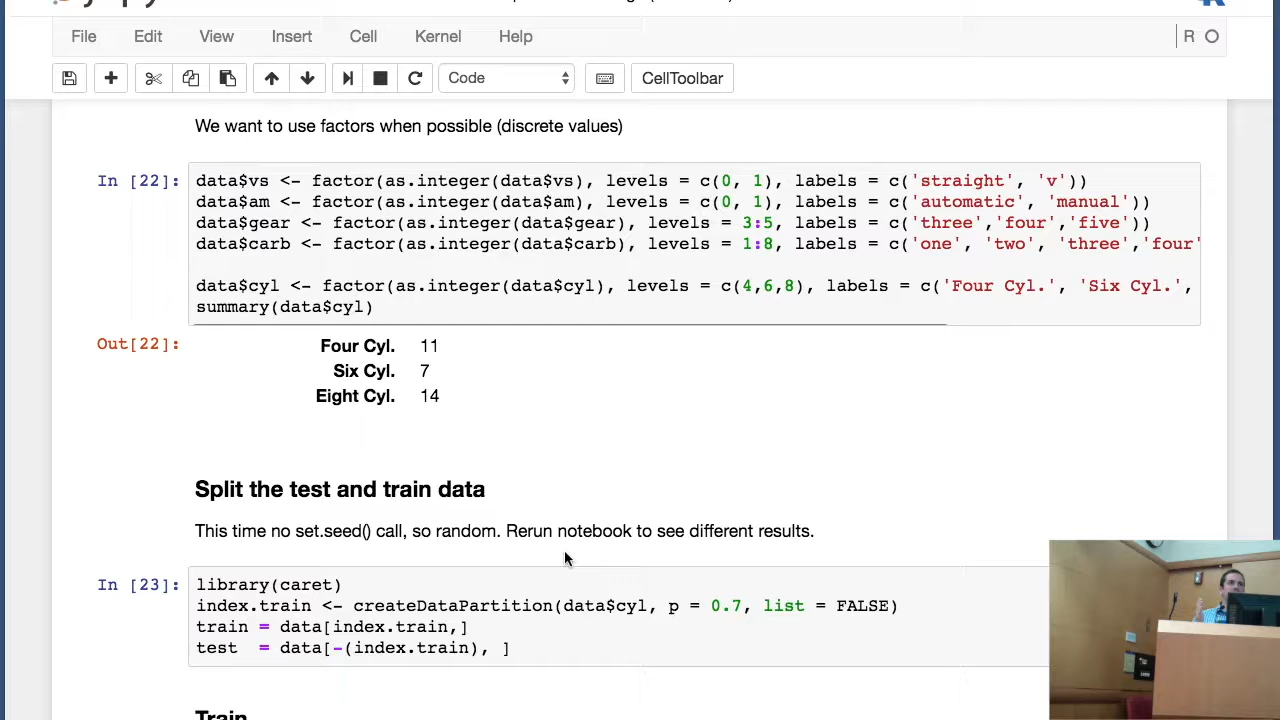 File Edit View Insert Cell Kernel Help R
Code CellToolbar
We want to use factors when possible (discrete values)
In [22]: data$vs <- factor(as.integer(data$vs), levels = c(0, 1), labels = c('straight', 'v'))
data$am <- factor(as.integer(data$am), levels = c(0, 1), labels = c('automatic', 'manual'))
data$gear <- factor(as.integer(data$gear), levels = 3:5, labels = c('three','four','five'))
data$carb <- factor(as.integer(data$carb), levels = 1:8, labels = c('one', 'two', 'three','four'
data$cyl <- factor(as.integer(data$cyl), levels = c(4,6,8), labels = c('Four Cyl.', 'Six Cyl.',
summary(data$cyl)
Out[22]: Four Cyl. 11
Six Cyl. 7
Eight Cyl. 14
Split the test and train data
This time no set.seed() call, so random. Rerun notebook to see different results.
In [23]: library(caret)
index.train <- createDataPartition(data$cyl, p = 0.7, list = FALSE)
train = data[index.train,]
test = data[-(index.train), ]
Train